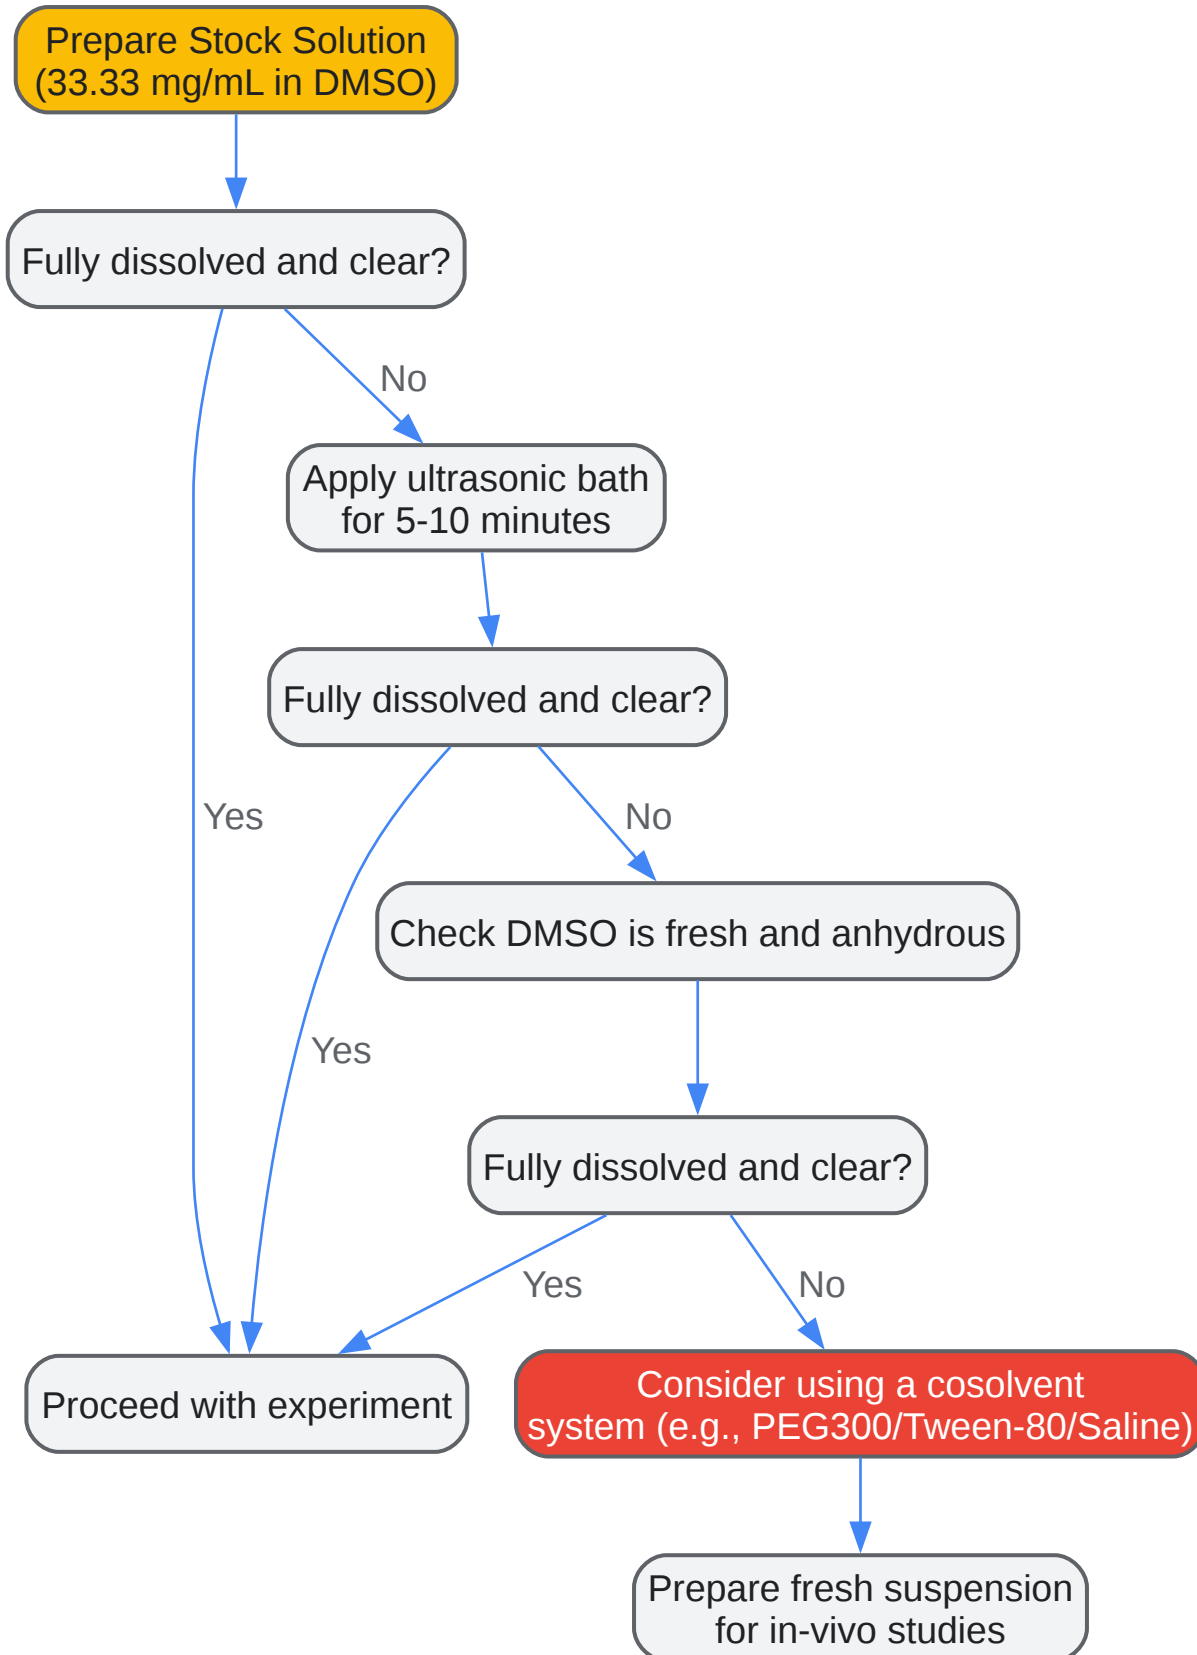 Prepare Stock Solution
(33.33 mg/mL in DMSO)
Fully dissolved and clear?
No
Apply ultrasonic bath
for 5-10 minutes
Fully dissolved and clear?
Yes
No
Check DMSO is fresh and anhydrous
Yes
Fully dissolved and clear?
Yes
No
Proceed with experiment
Consider using a cosolvent
system (e.g., PEG300/Tween-80/Saline)
Prepare fresh suspension
for in-vivo studies